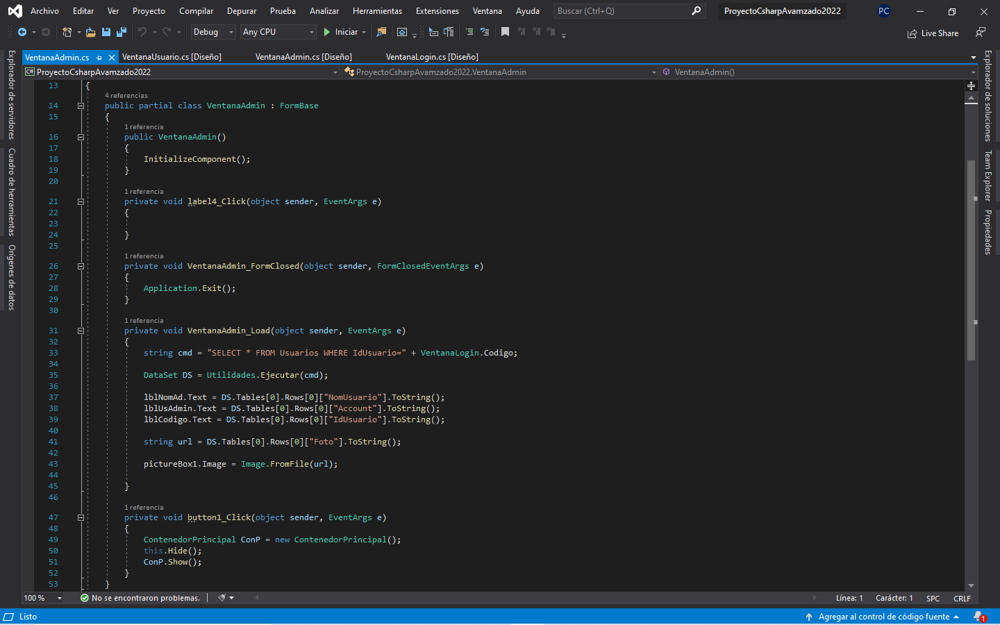 Archivo Editar Ver Proyecto Compilar Depurar Prueba Analizar Herramientas Extensiones Ventana Ayuda Buscar (Ctrl+Q) ProyectoCsharpAvamzado2022 PC
Debug Any CPU Iniciar Live Share
VentanaAdmin.cs VentanaUsuario.cs [Diseño] VentanaAdmin.cs [Diseño] VentanaLogin.cs [Diseño]
C# ProyectoCsharpAvamzado2022 ProyectoCsharpAvamzado2022.VentanaAdmin VentanaAdmin()
Explorador de servidores
Cuadro de herramientas
Orígenes de datos
13 {
4 referencias
14 public partial class VentanaAdmin : FormBase
15 {
1 referencia
16 public VentanaAdmin()
17 {
18 InitializeComponent();
19 }
20
1 referencia
21 private void label4_Click(object sender, EventArgs e)
22 {
23
24 }
25
1 referencia
26 private void VentanaAdmin_FormClosed(object sender, FormClosedEventArgs e)
27 {
28 Application.Exit();
29 }
30
1 referencia
31 private void VentanaAdmin_Load(object sender, EventArgs e)
32 {
33 string cmd = "SELECT * FROM Usuarios WHERE IdUsuario=" + VentanaLogin.Codigo;
34
35 DataSet DS = Utilidades.Ejecutar(cmd);
36
37 lblNomAd.Text = DS.Tables[0].Rows[0]["NomUsuario"].ToString();
38 lblUsAdmin.Text = DS.Tables[0].Rows[0]["Account"].ToString();
39 lblCodigo.Text = DS.Tables[0].Rows[0]["IdUsuario"].ToString();
40
41 string url = DS.Tables[0].Rows[0]["Foto"].ToString();
42
43 pictureBox1.Image = Image.FromFile(url);
44
45 }
46
1 referencia
47 private void button1_Click(object sender, EventArgs e)
48 {
49 ContenedorPrincipal ConP = new ContenedorPrincipal();
50 this.Hide();
51 ConP.Show();
52 }
53 }
Explorador de soluciones
Team Explorer
Propiedades
100 % No se encontraron problemas. Línea: 1 Carácter: 1 SPC CRLF
Listo Agregar al control de código fuente 1